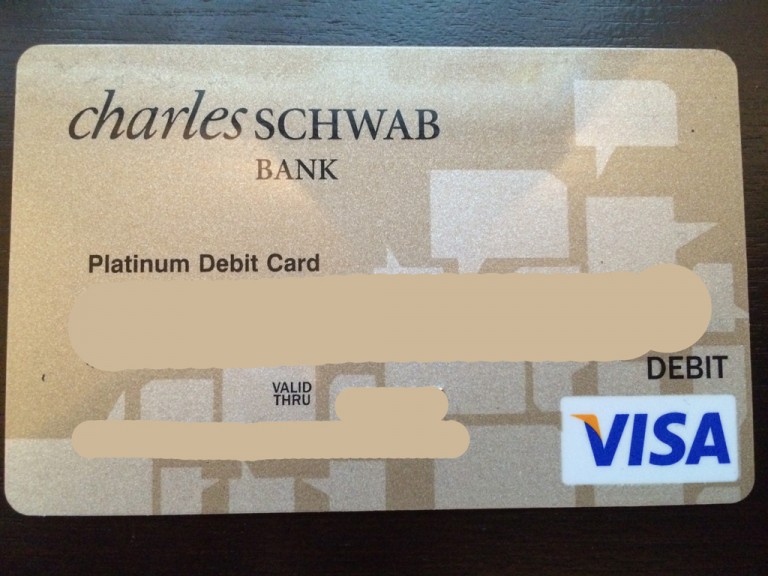 charles SCHWAB
BANK
Platinum Debit Card
DEBIT
VALID
THRU
VISA